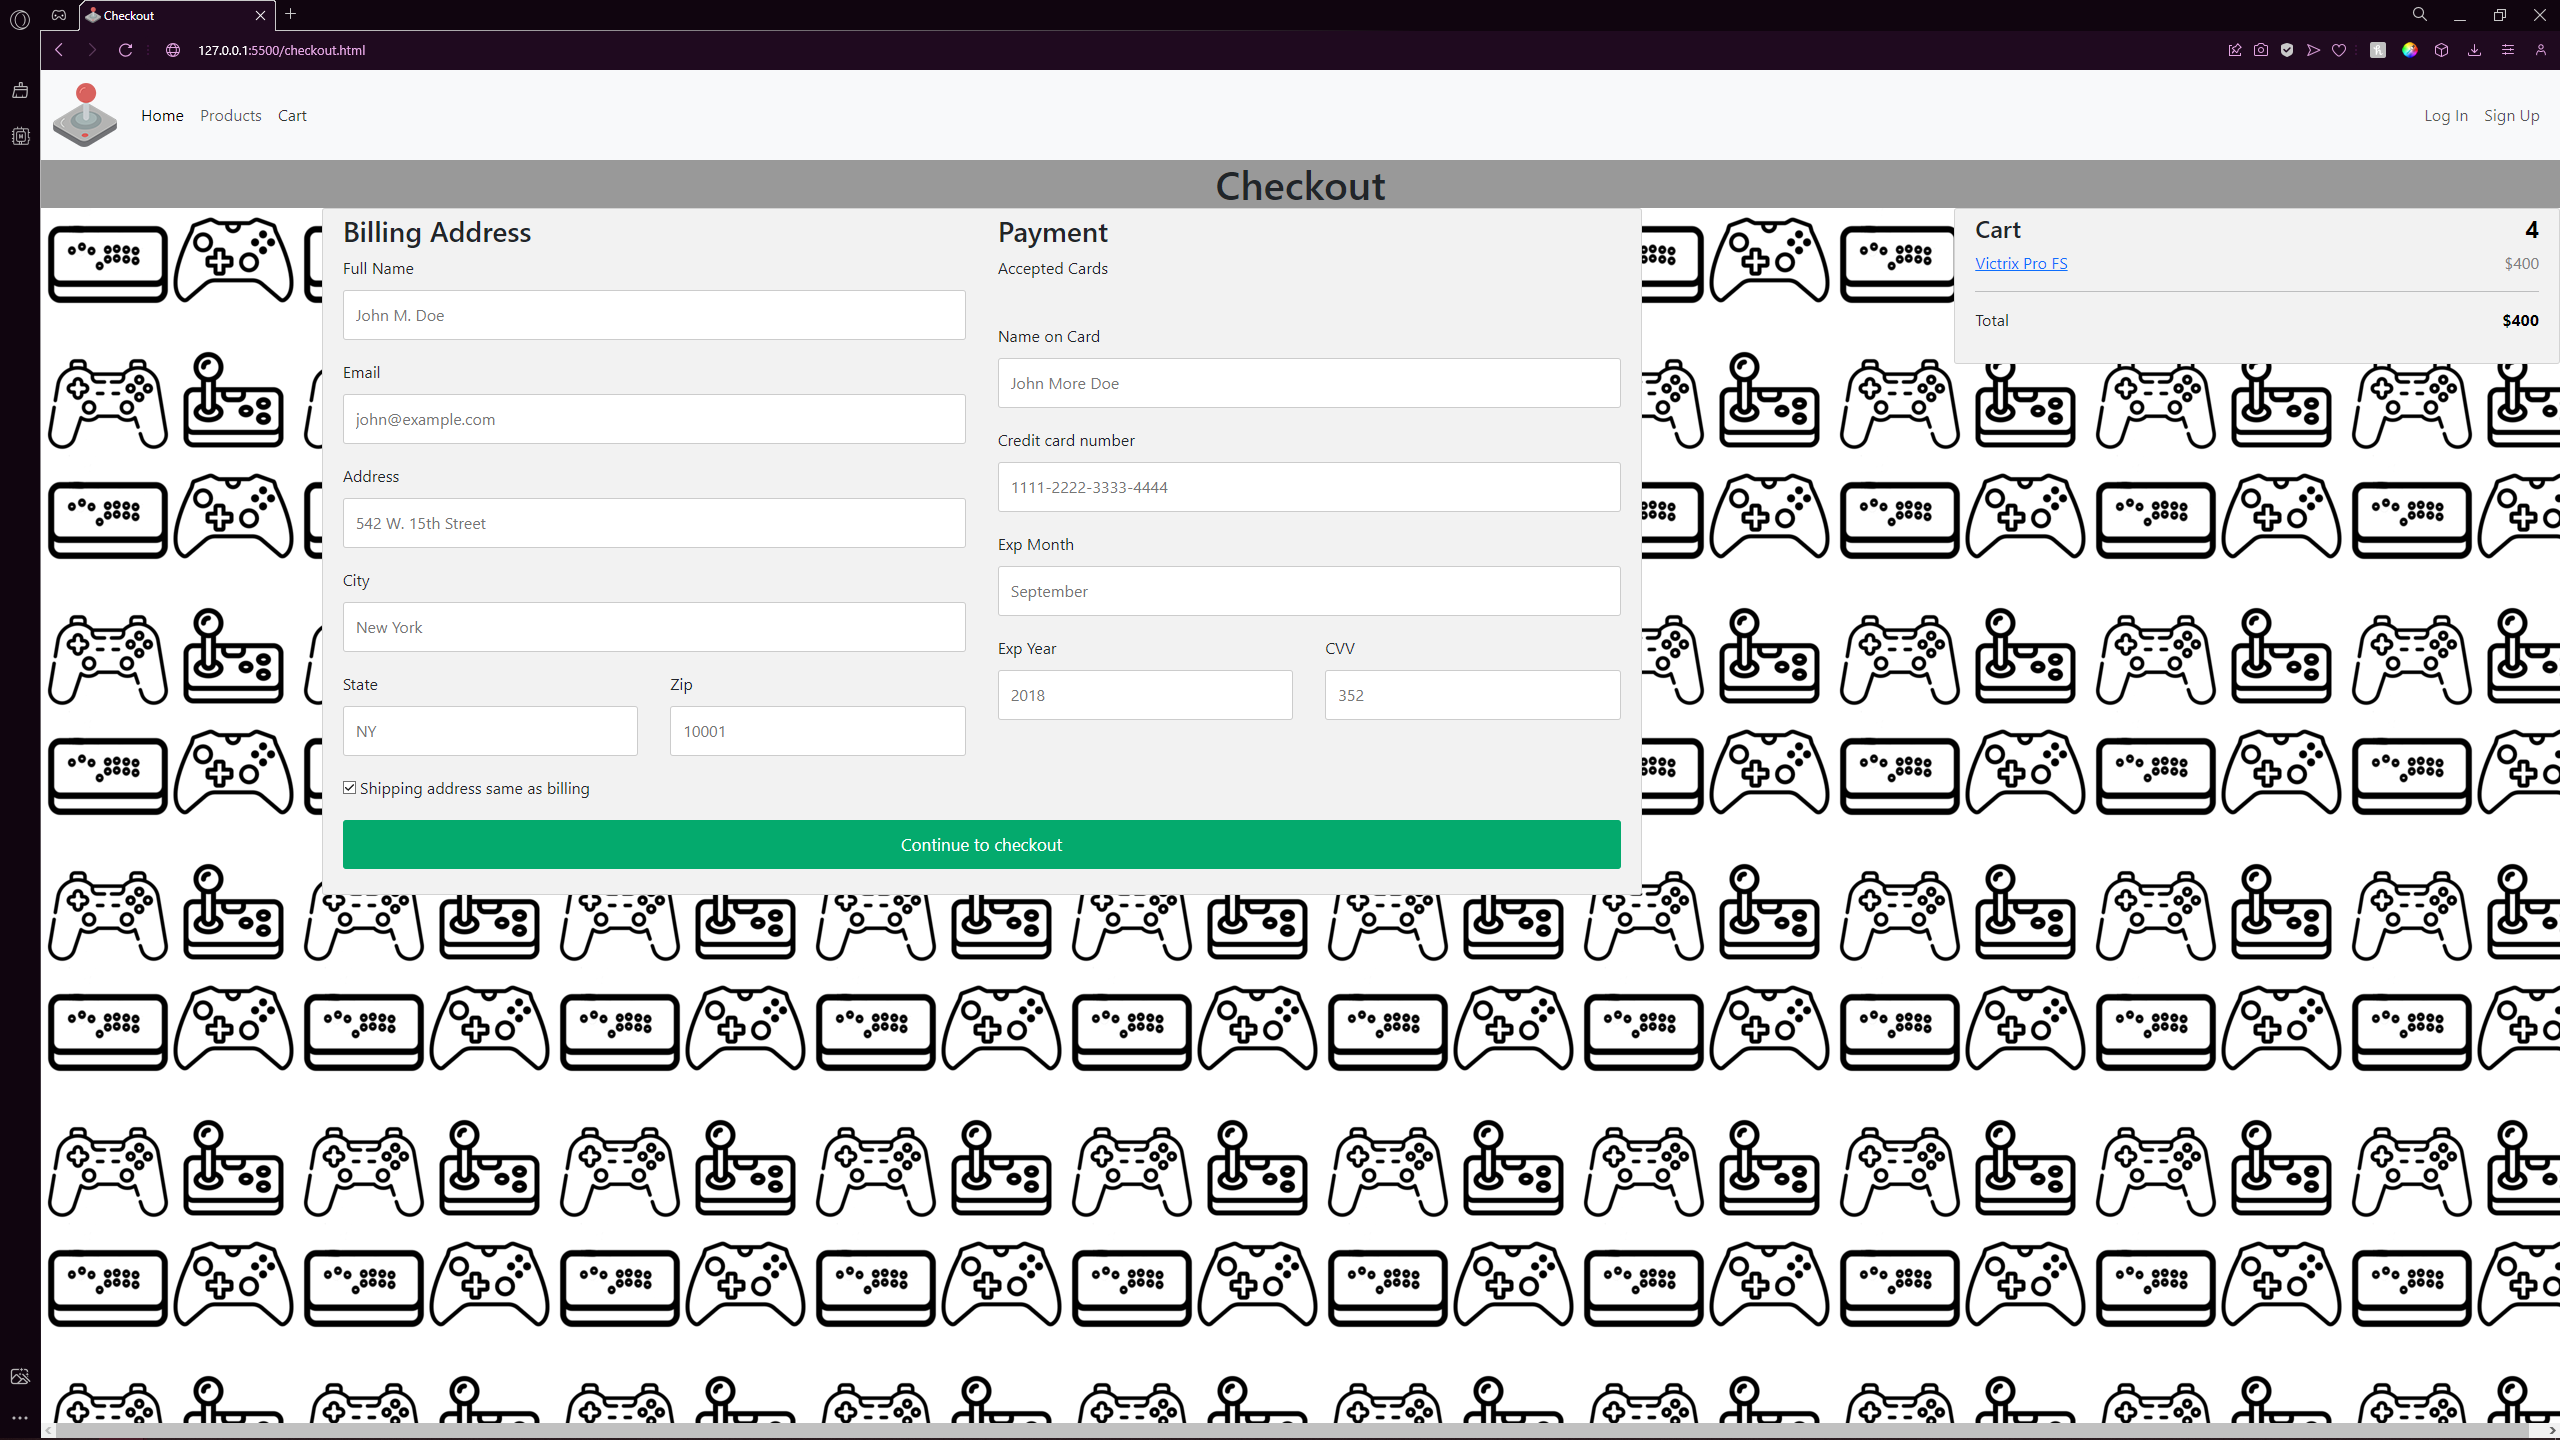 Checkout
127.0.0.1:5500/checkout.html
Home Products Cart Log In Sign Up
Checkout
Billing Address
Full Name
John M. Doe
Email
john@example.com
Address
542 W. 15th Street
City
New York
State Zip
NY 10001
Shipping address same as billing
Payment
Accepted Cards
Name on Card
John More Doe
Credit card number
1111-2222-3333-4444
Exp Month
September
Exp Year CVV
2018 352
Continue to checkout
Cart 4
Victrix Pro FS $400
Total $400